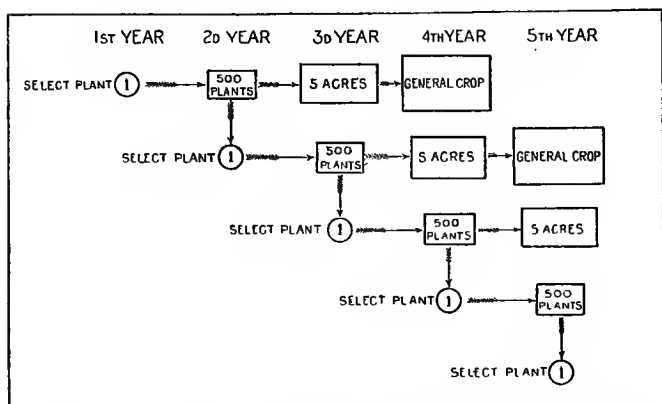 1ST YEAR 2D YEAR 3D YEAR 4TH YEAR 5TH YEAR
SELECT PLANT 1 500 PLANTS 5 ACRES GENERAL CROP
SELECT PLANT 1 500 PLANTS 5 ACRES GENERAL CROP
SELECT PLANT 1 500 PLANTS 5 ACRES
SELECT PLANT 1 500 PLANTS
SELECT PLANT 1